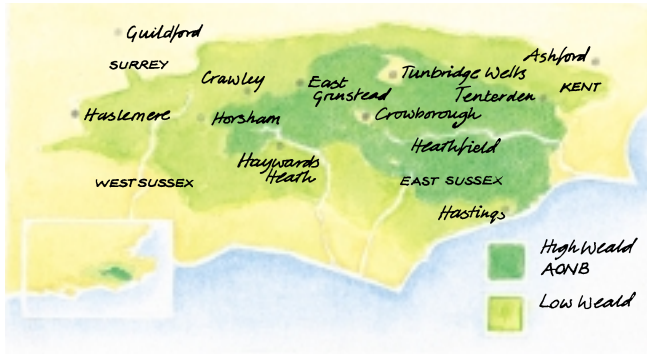 Guildford
SURREY
Ashford
Crawley
East
Grinstead
Tunbridge Wells
KENT
Tenterden
Haslemere
Horsham
Crowborough
Heathfield
Haywards
Heath
WEST SUSSEX
EAST SUSSEX
Hastings
High Weald
AONB
Low Weald